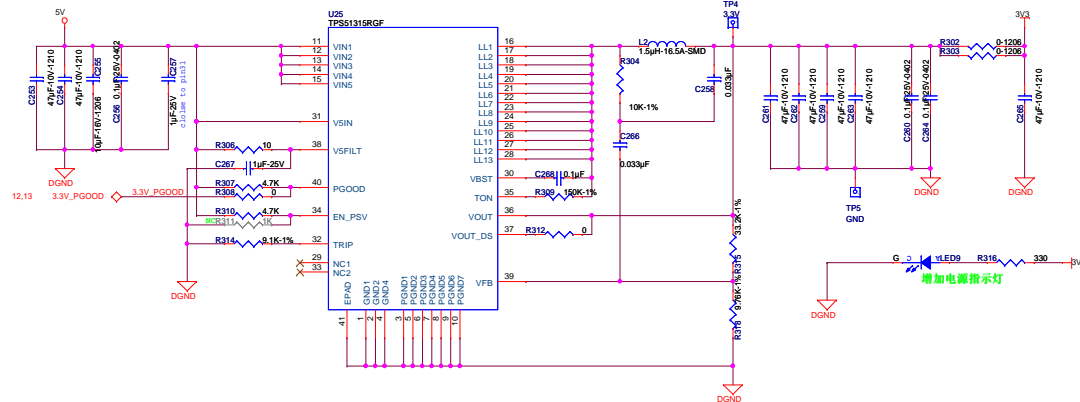 5V
C253
47µF-10V-1210
C254
47µF-10V-1210
C255
10µF-16V-1206
C256
0.1µF-25V-0402
C257
1µF-25V
DGND
12,13
3.3V_PGOOD
3.3V_PGOOD
R306
10
C267
1µF-25V
R307
4.7K
R308
0
R310
4.7K
NC
R311
1K
R314
9.1K-1%
DGND
U25
TPS51315RGF
11
VIN1
12
VIN2
13
VIN3
14
VIN4
15
VIN5
31
V5IN
38
V5FILT
40
PGOOD
34
EN_PSV
32
TRIP
29
NC1
33
NC2
EPAD
GND1
GND2
GND4
PGND1
PGND2
PGND3
PGND4
PGND5
PGND6
PGND7
41
1
2
4
3
5
6
7
8
9
10
LL1
16
LL2
17
LL3
18
LL4
19
LL5
20
LL6
21
LL7
22
LL8
23
LL9
24
LL10
25
LL11
26
LL12
27
LL13
28
VBST
30
TON
35
VOUT
36
VOUT_DS
37
VFB
39
C268
0.1µF
R309
150K-1%
R312
0
L2
1.5µH-16.5A-SMD
R304
10K-1%
C266
0.033µF
C258
0.03µF
TP4
3.3V
33.2K-1%
R315
9.76K-1%
R318
DGND
C261
47µF-10V-1210
C262
47µF-10V-1210
C259
47µF-10V-1210
C263
47µF-10V-1210
C260
0.1µF-25V-0402
C264
0.1µF-25V-0402
TP5
GND
DGND
R302
0-1206
R303
0-1206
3V3
C265
47µF-10V-1210
DGND
G
C
LED9
R316
330
3V
增加电源指示灯
DGND